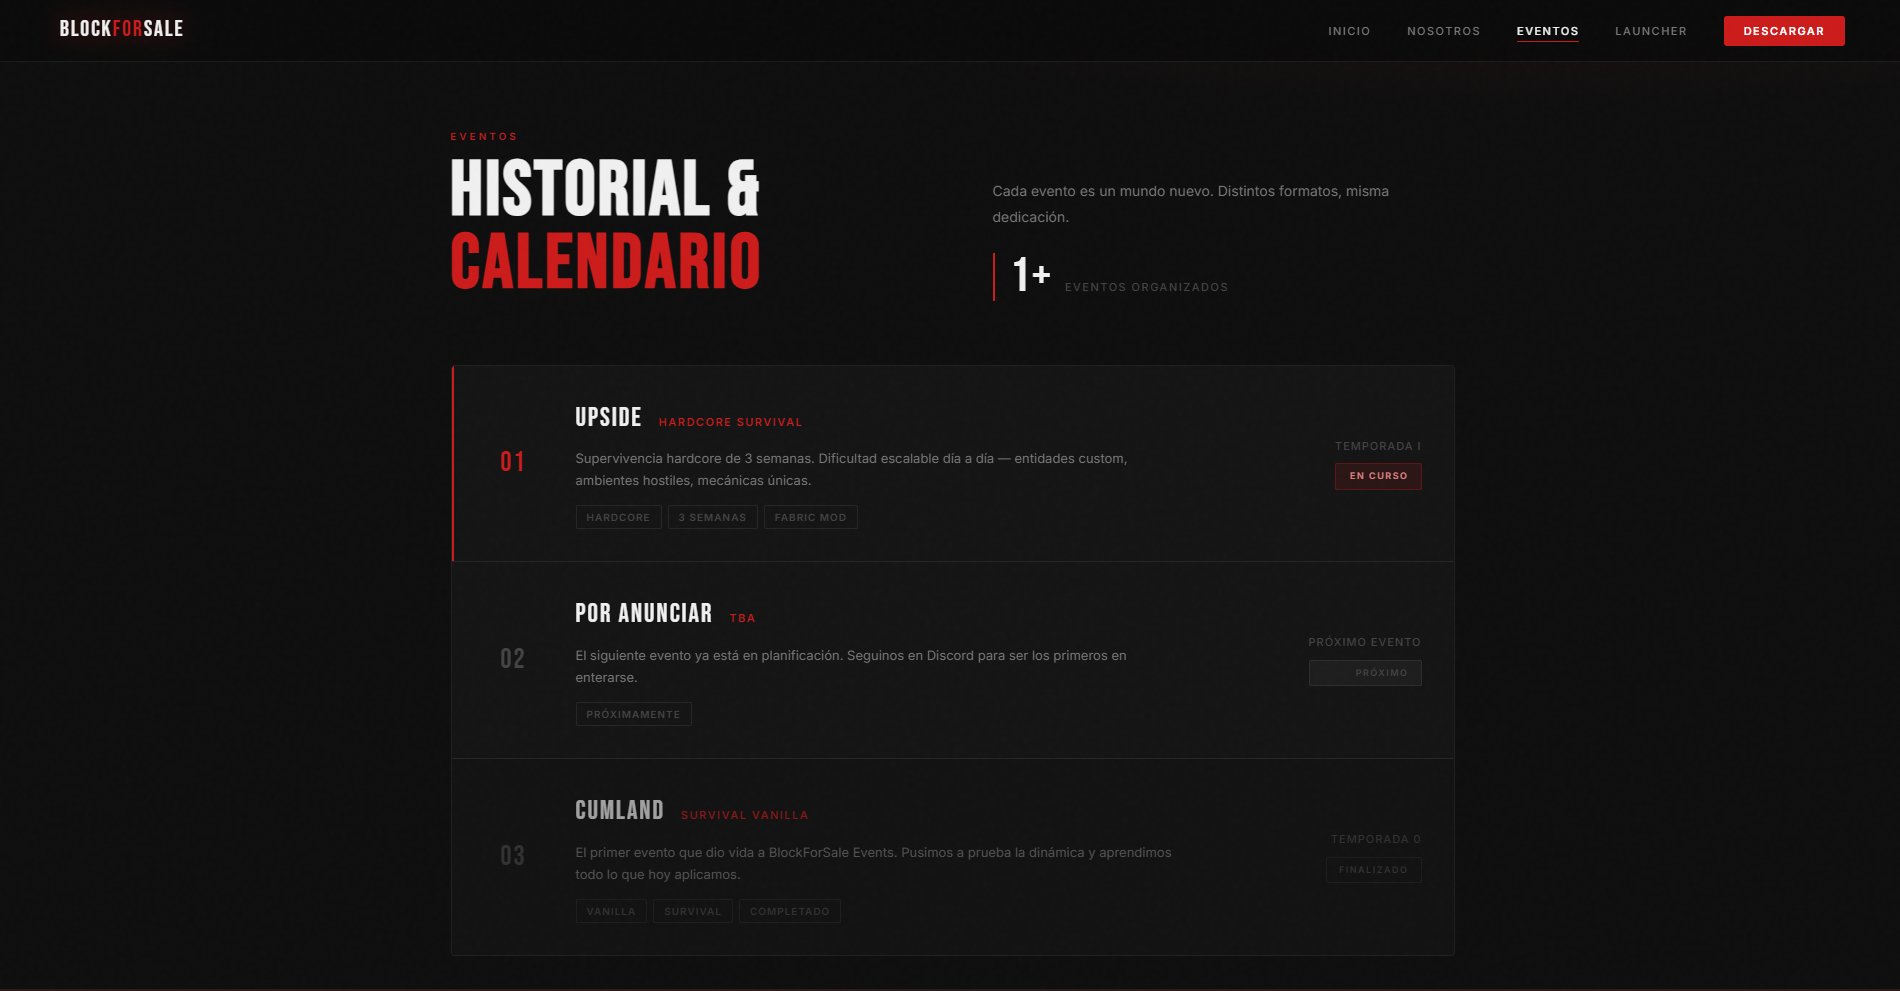 BLOCKFORSALE
INICIO NOSOTROS EVENTOS LAUNCHER DESCARGAR
EVENTOS
HISTORIAL &
CALENDARIO
Cada evento es un mundo nuevo. Distintos formatos, misma
dedicación.
1+ EVENTOS ORGANIZADOS
01
UPSIDE HARDCORE SURVIVAL
Supervivencia hardcore de 3 semanas. Dificultad escalable día a día — entidades custom,
ambientes hostiles, mecánicas únicas.
HARDCORE 3 SEMANAS FABRIC MOD
TEMPORADA I
EN CURSO
02
POR ANUNCIAR TBA
El siguiente evento ya está en planificación. Seguinos en Discord para ser los primeros en
enterarse.
PRÓXIMAMENTE
PRÓXIMO EVENTO
PRÓXIMO
03
CUMLAND SURVIVAL VANILLA
El primer evento que dio vida a BlockForSale Events. Pusimos a prueba la dinámica y aprendimos
todo lo que hoy aplicamos.
VANILLA SURVIVAL COMPLETADO
TEMPORADA 0
FINALIZADO